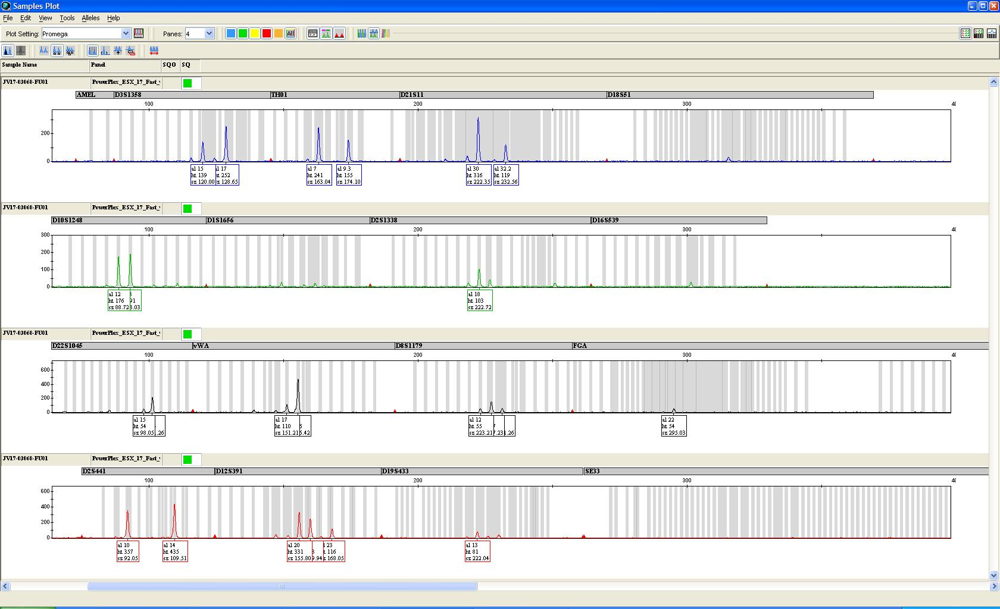 Samples Plot
File Edit View Tools Alleles Help
Plot Setting: Promega Panes: 4 All
Sample Name Panel SQO SQ
JV17-03068-FU01 PowerPlex_ESX_17_Fast_
AMEL D3S1358 TH01 D21S11 D18S51
100 200 300 40
200
0
al 15 al 17 al 7 al 9.3 al 30 al 32.2
ht 139 ht 252 ht 241 ht 155 ht 316 ht 119
sz 120.00 sz 128.65 sz 163.04 sz 174.10 sz 222.35 sz 232.56
JV17-03068-FU01 PowerPlex_ESX_17_Fast_
D10S1248 D1S1656 D2S1338 D16S539
100 200 300 40
300
200
100
0
al 12 3 al 18
ht 176 91 ht 103
sz 88.72 3.03 sz 222.72
JV17-03068-FU01 PowerPlex_ESX_17_Fast_
D22S1045 vWA D8S1179 FGA
100 200 300 40
600
400
200
0
al 15 al 17 al 12 al 22
ht 54 ht 110 6 ht 55 7 ht 54
sz 98.05 .26 sz 151.21 5.42 sz 223.21 7.23 1.26 sz 295.03
JV17-03068-FU01 PowerPlex_ESX_17_Fast_
D2S441 D12S391 D19S433 SE33
100 200 300 40
600
400
200
0
al 10 al 14 al 20 l 23 al 13
ht 357 ht 435 ht 331 3 t 116 ht 81
sz 92.05 sz 109.51 sz 155.80 9.94 sz 168.05 sz 222.04